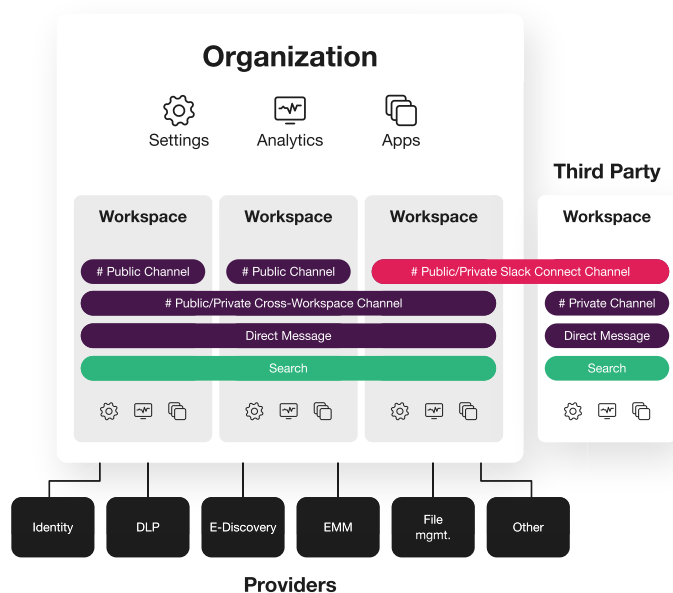 Organization
Settings
Analytics
Apps
Third Party
Workspace
Workspace
Workspace
Workspace
# Public Channel
# Public Channel
# Public/Private Slack Connect Channel
# Public/Private Cross-Workspace Channel
# Private Channel
Direct Message
Direct Message
Search
Search
Identity
DLP
E-Discovery
EMM
File
mgmt.
Other
Providers